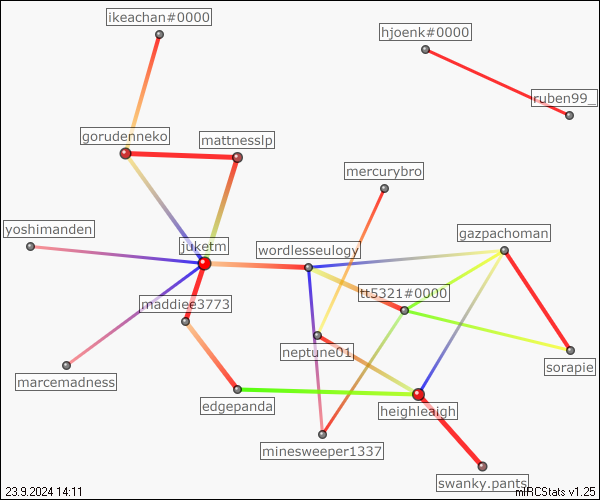 ikeachan#0000
hjoenk#0000
ruben99_
gorudenneko
mattnesslp
mercurybro
yoshimanden
juketm
wordlesseulogy
gazpachoman
tt5321#0000
maddiee3773
neptune01
sorapie
marcemadness
edgepanda
heighleaigh
minesweeper1337
swanky.pants
23.9.2024 14:11
mIRCStats v1.25